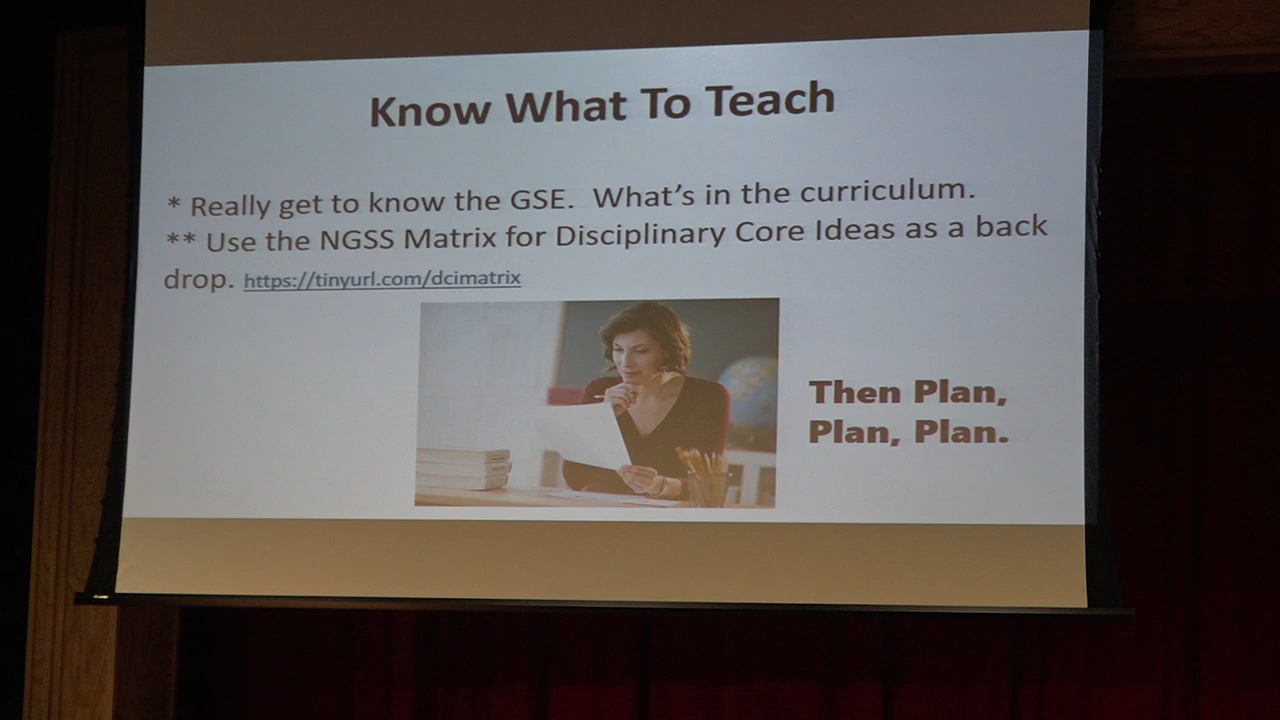 Know What To Teach
* Really get to know the GSE.  What's in the curriculum.
** Use the NGSS Matrix for Disciplinary Core Ideas as a back
drop. https://tinyurl.com/dcimatrix
Then Plan,
Plan, Plan.